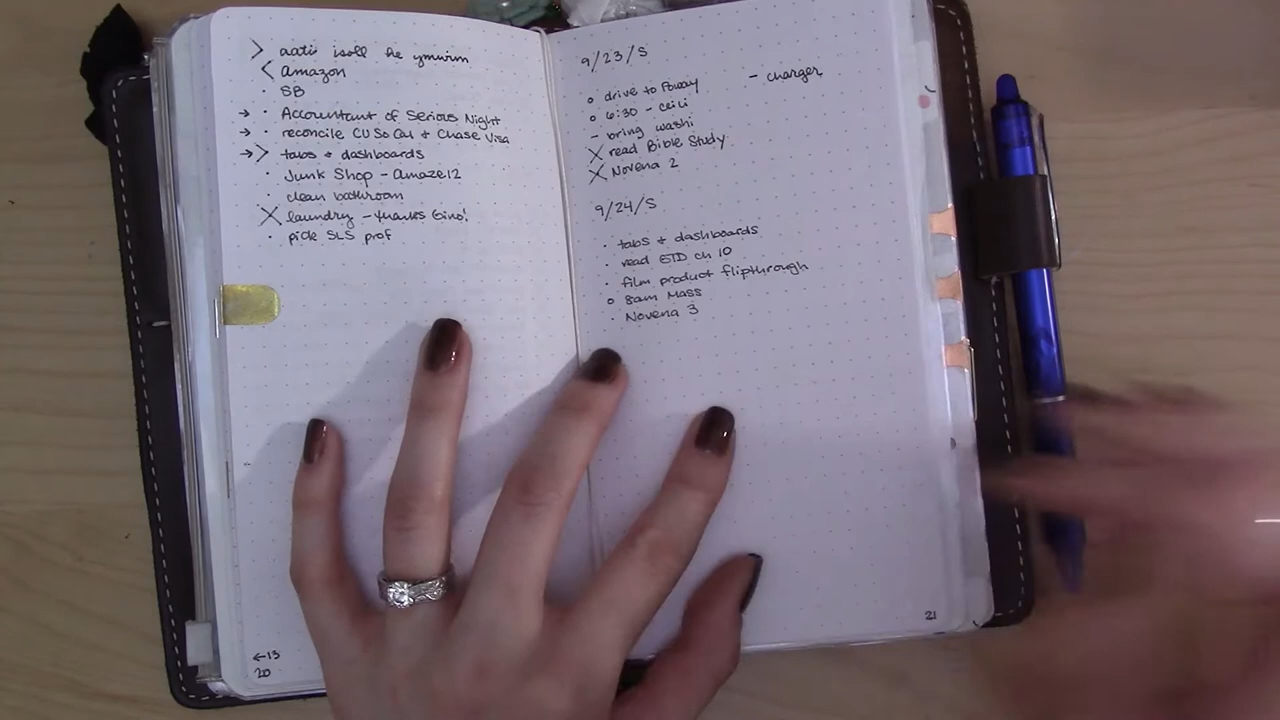 > aati isoll he ymwim
< amazon
· SB
→ · Accountant of Serious Night
→ · reconcile CU SoCal + Chase Visa
→ > tabs + dashboards
· Junk Shop - Amaze12
· clean bathroom
X laundry - thanks Gino!
· pick SLS prof
←13
20
9/23/S
o drive to Poway
- charger
o 6:30 - ceili
- bring washi
X read Bible Study
X Novena 2
9/24/S
· tabs + dashboards
· read ETD ch 10
· film product flipthrough
o 8am Mass
· Novena 3
21